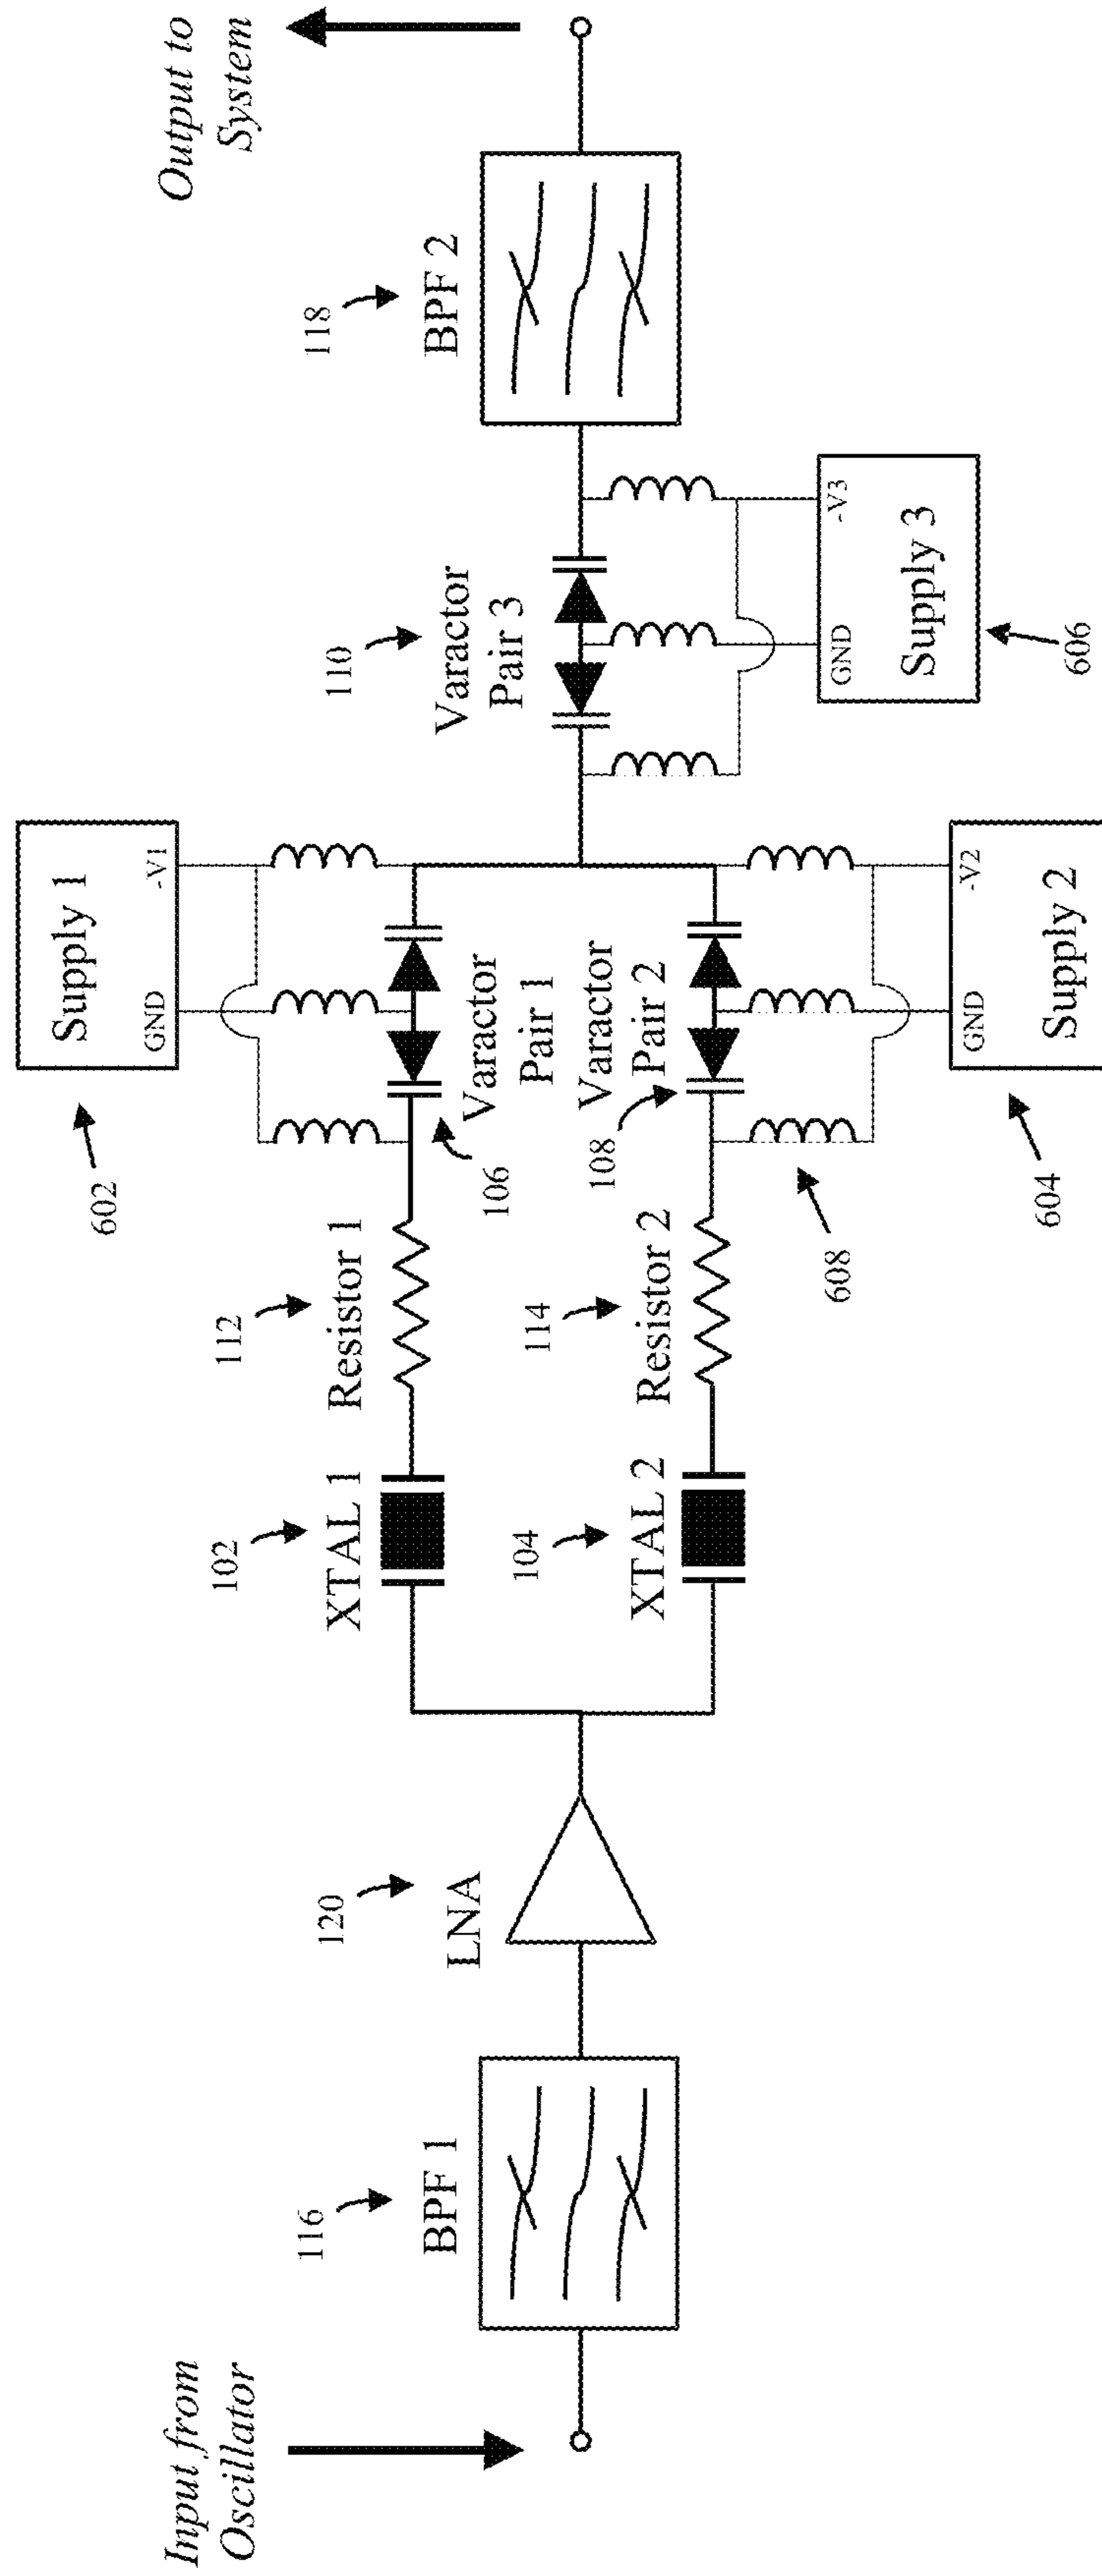 Input from
Oscillator
116
BPF 1
120
LNA
102
XTAL 1
104
XTAL 2
112
Resistor 1
114
Resistor 2
602
Supply 1
GND
-V1
106
Varactor
Pair 1
108
Varactor
Pair 2
608
604
GND
-V2
Supply 2
110
Varactor
Pair 3
GND
-V3
Supply 3
606
118
BPF 2
Output to
System